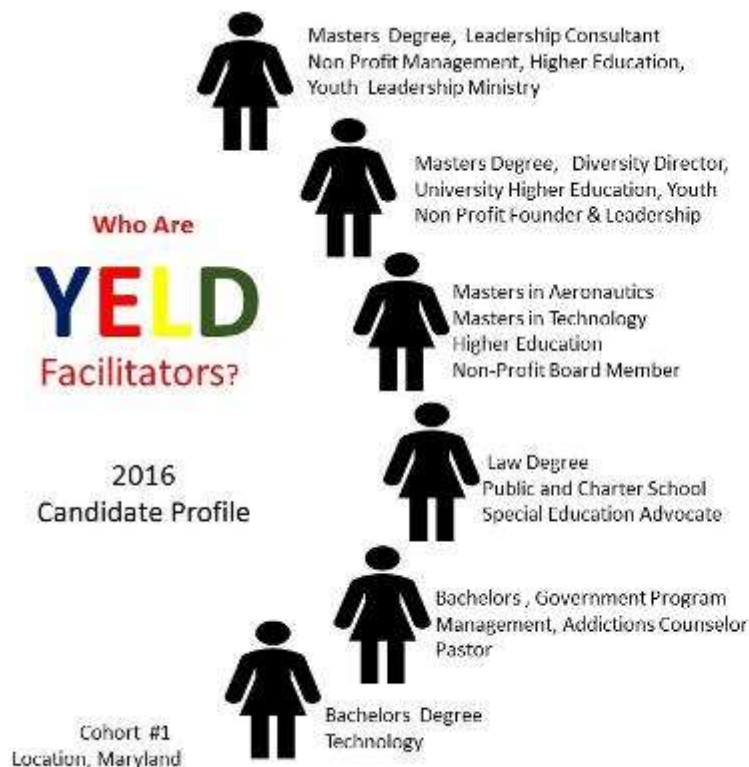 Masters Degree, Leadership Consultant
Non Profit Management, Higher Education,
Youth Leadership Ministry
Masters Degree, Diversity Director,
University Higher Education, Youth
Non Profit Founder & Leadership
Who Are
YELD
Facilitators?
Masters in Aeronautics
Masters in Technology
Higher Education
Non-Profit Board Member
2016
Candidate Profile
Law Degree
Public and Charter School
Special Education Advocate
Bachelors , Government Program
Management, Addictions Counselor
Pastor
Bachelors Degree
Technology
Cohort #1
Location, Maryland